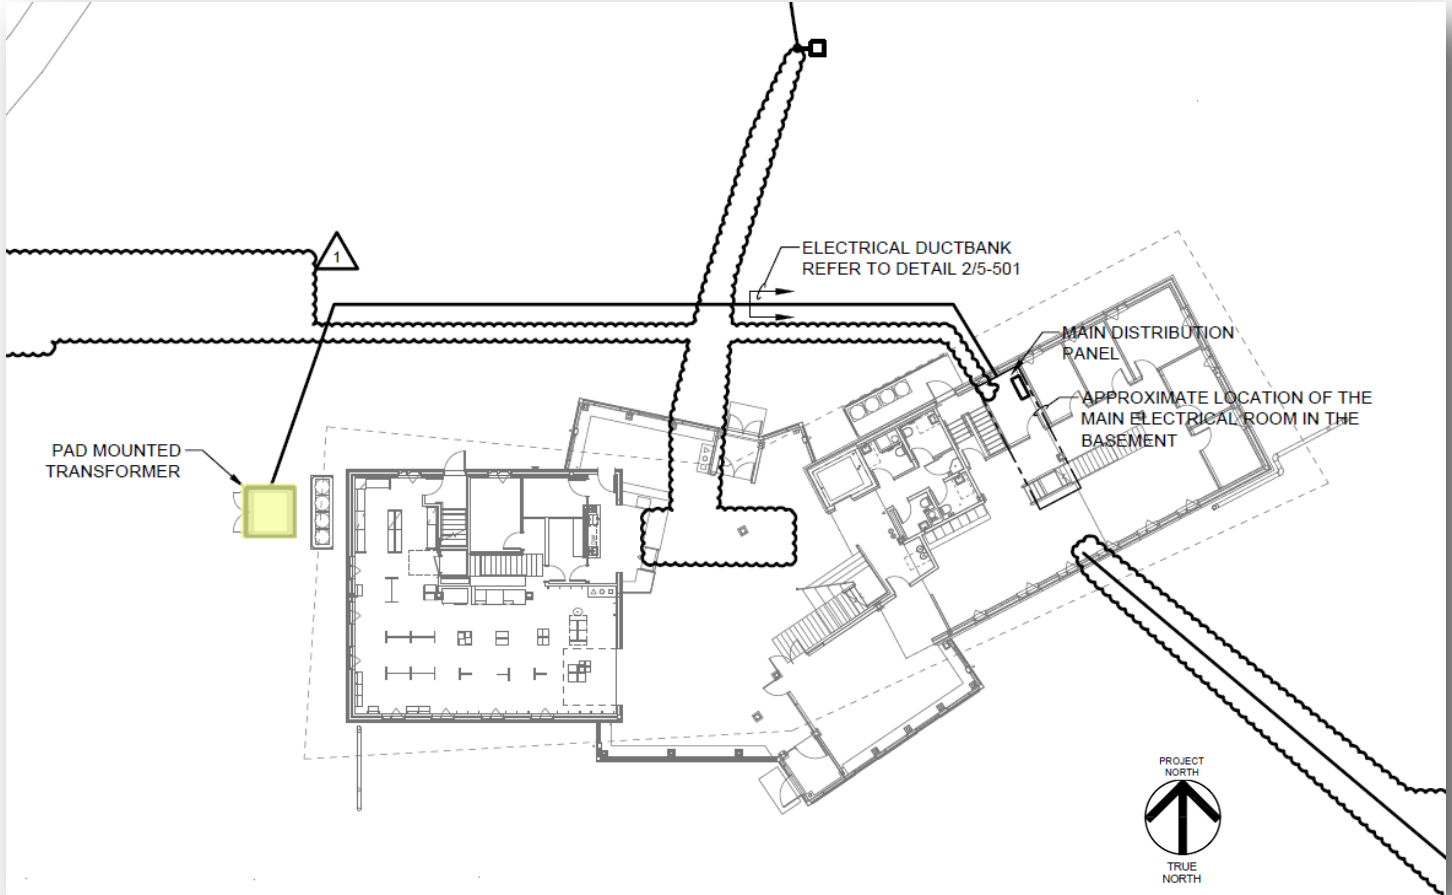 1
ELECTRICAL DUCTBANK
REFER TO DETAIL 2/5-501
MAIN DISTRIBUTION
PANEL
APPROXIMATE LOCATION OF THE
MAIN ELECTRICAL ROOM IN THE
BASEMENT
PAD MOUNTED
TRANSFORMER
PROJECT
NORTH
TRUE
NORTH